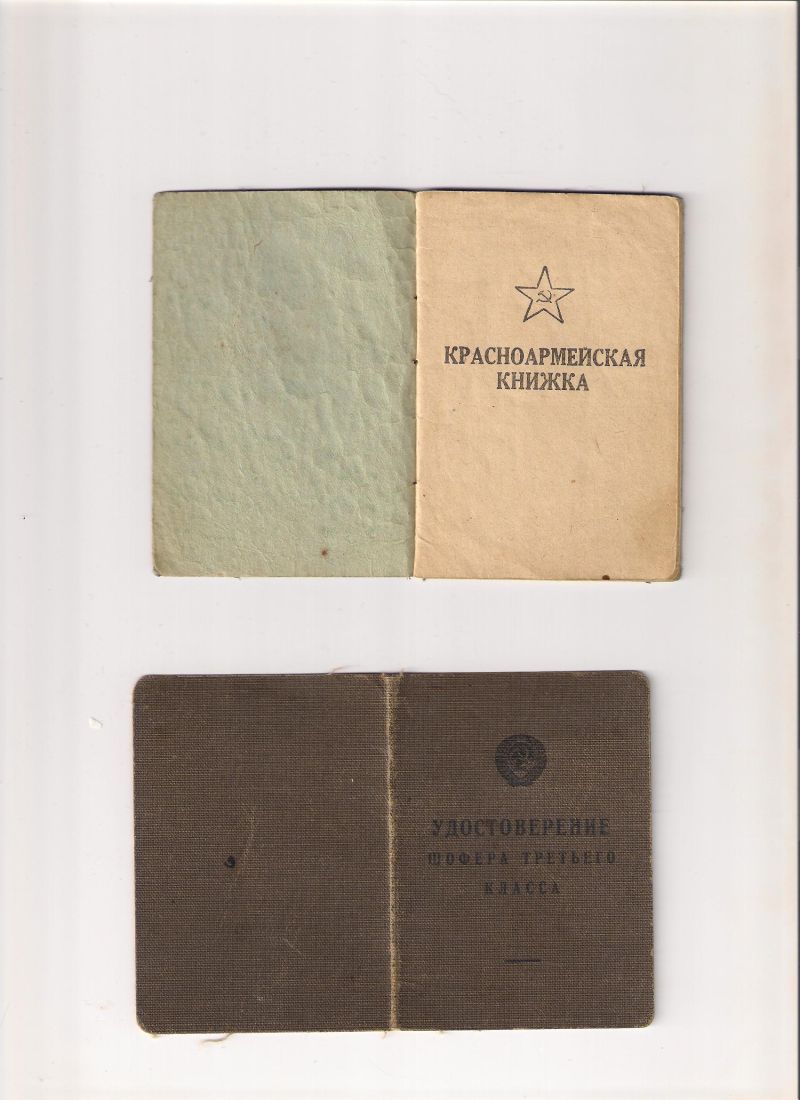 КРАСНОАРМЕЙСКАЯ
КНИЖКА
УДОСТОВЕРЕНИЕ
ШОФЕРА ТРЕТЬЕГО
КЛАССА